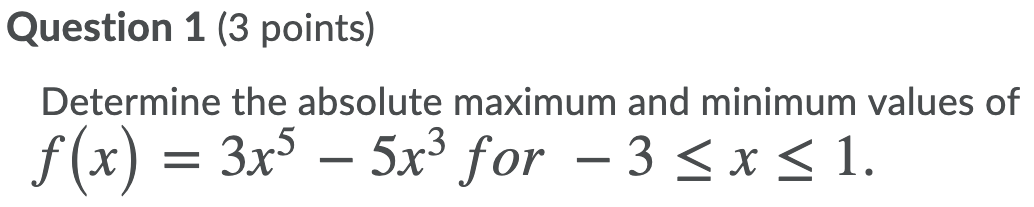 Question 1 (3 points)
Determine the absolute maximum and minimum values of
f(x) = 3x⁵ − 5x³ for − 3 ≤ x ≤ 1.